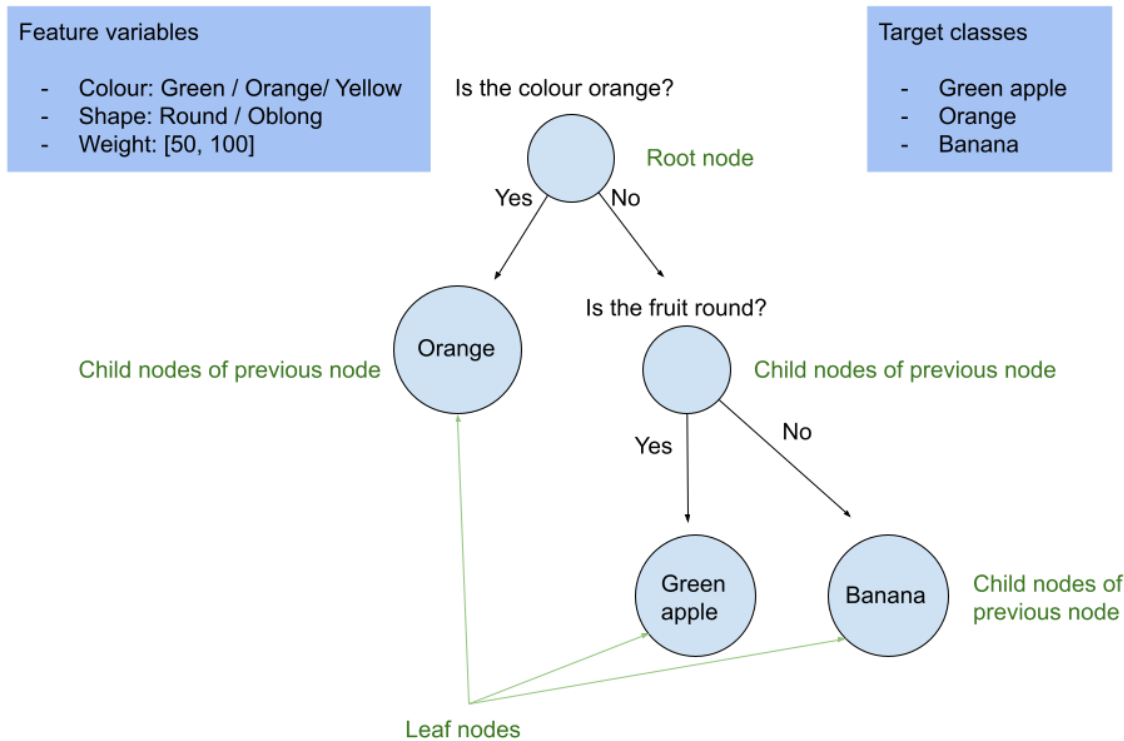 Feature variables
- Colour: Green / Orange/ Yellow
- Shape: Round / Oblong
- Weight: [50, 100]
Target classes
- Green apple
- Orange
- Banana
Is the colour orange?
Root node
Yes
No
Is the fruit round?
Orange
Child nodes of previous node
Child nodes of previous node
Yes
No
Green
apple
Banana
Child nodes of
previous node
Leaf nodes